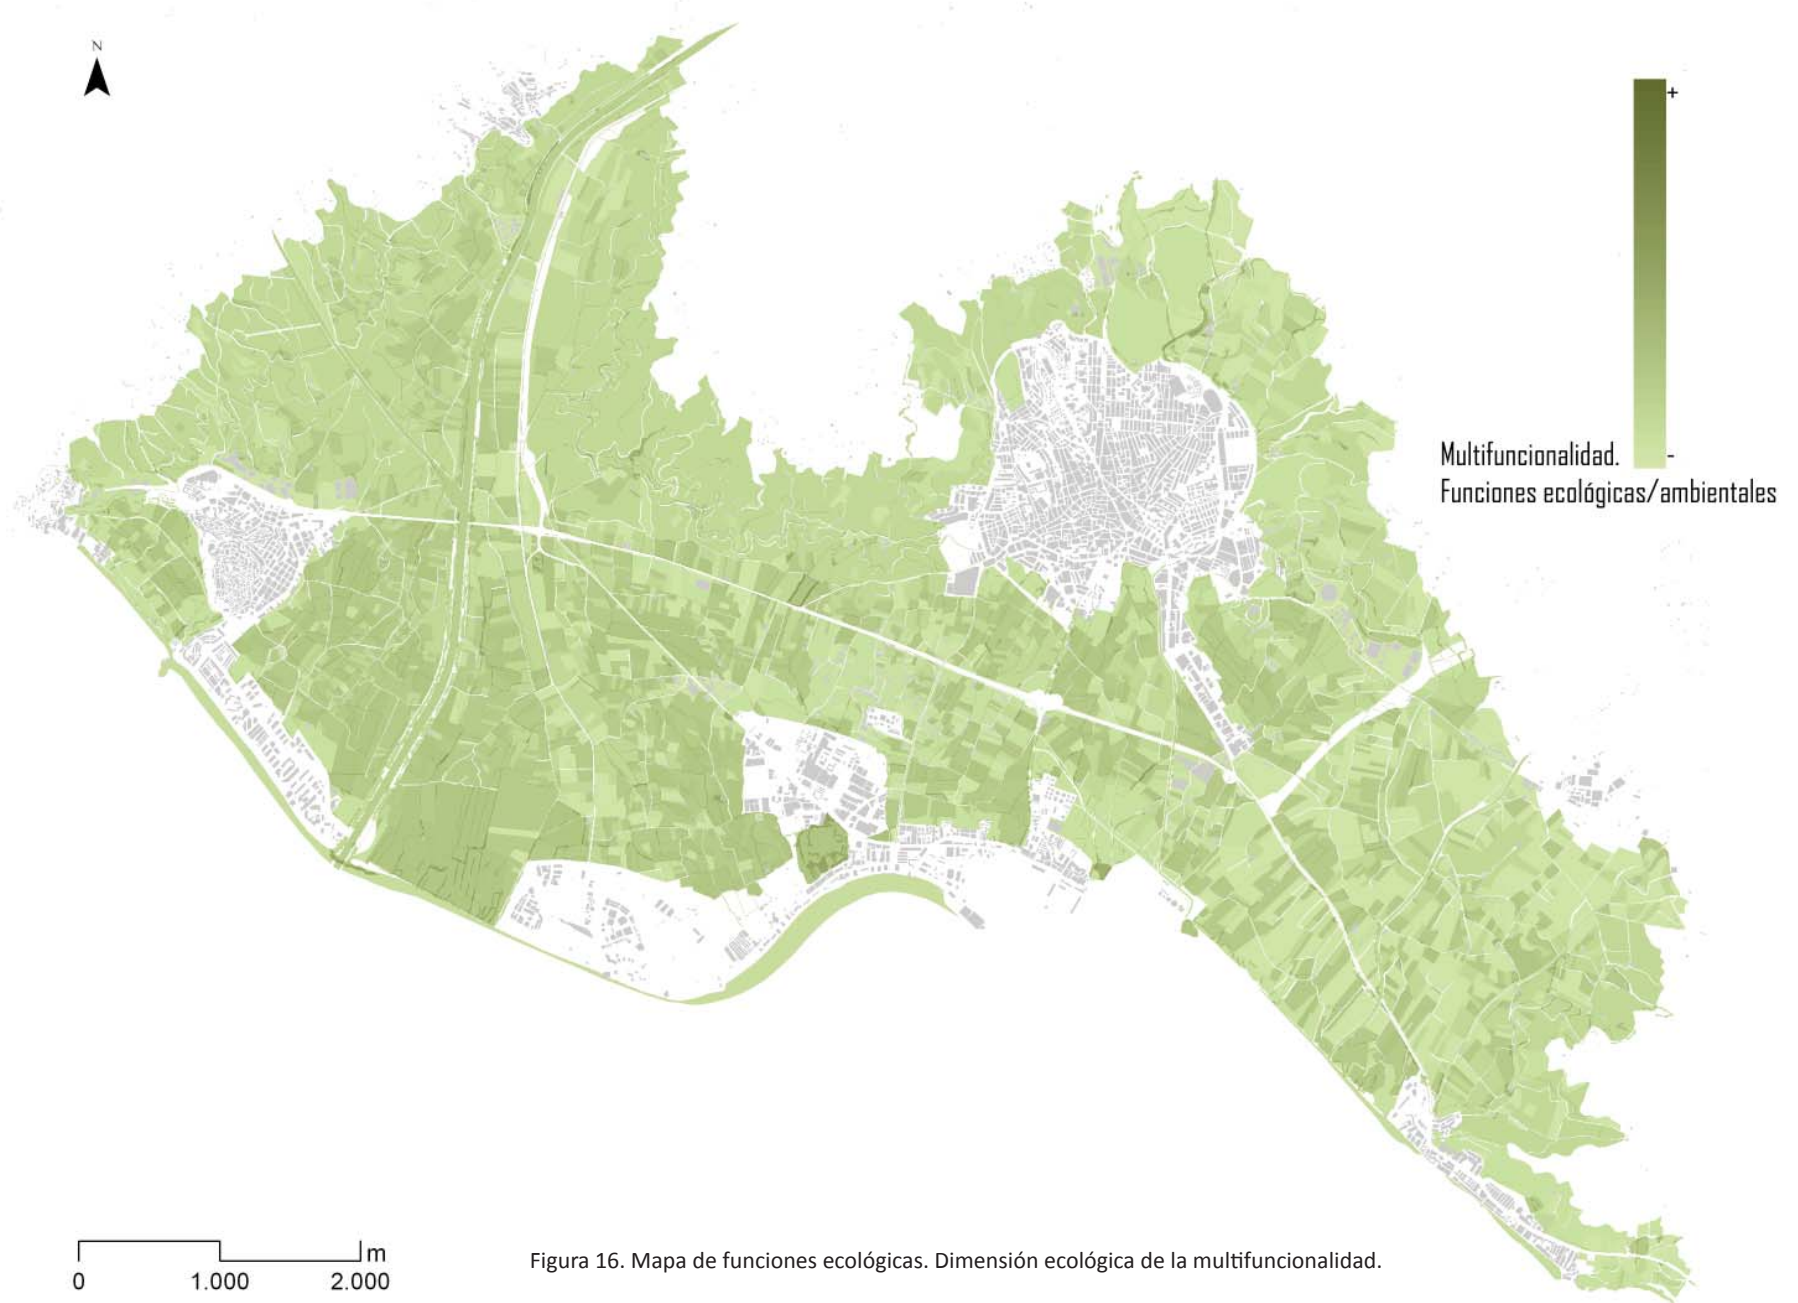 N
+
-
Multifuncionalidad.
Funciones ecológicas/ambientales
m
0 1.000 2.000
Figura 16. Mapa de funciones ecológicas. Dimensión ecológica de la multifuncionalidad.